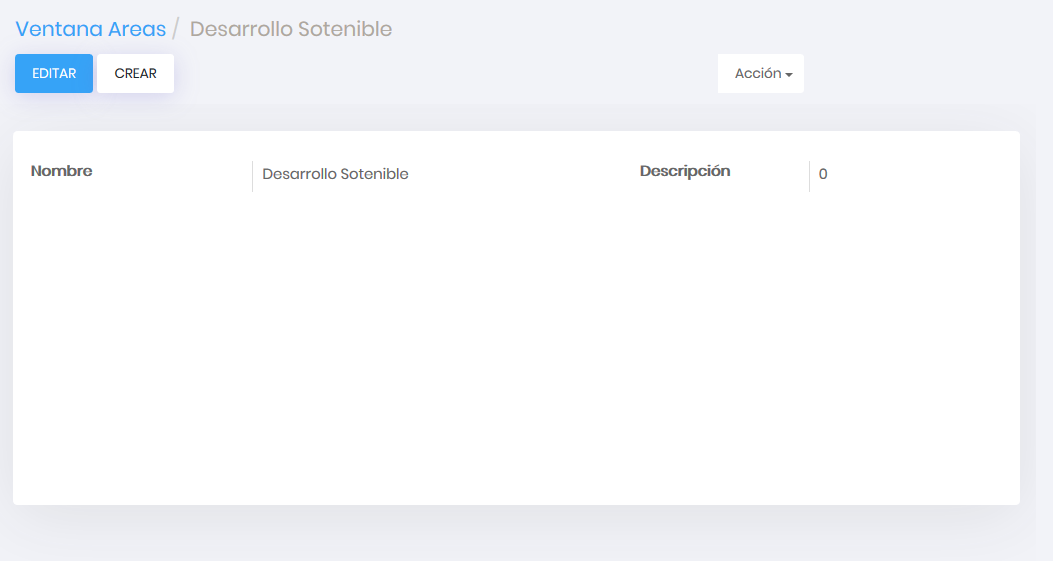 Ventana Areas / Desarrollo Sotenible
EDITAR CREAR Acción
Nombre Desarrollo Sotenible Descripción 0